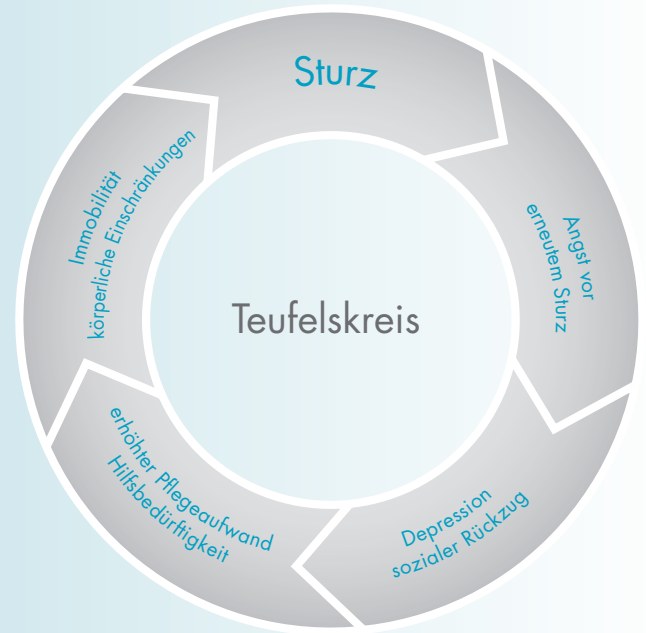 Sturz
Angst vor
erneutem Sturz
Depression
sozialer Rückzug
erhöhter Pflegeaufwand
Hilfsbedürftigkeit
Immobilität
körperliche Einschränkungen
Teufelskreis